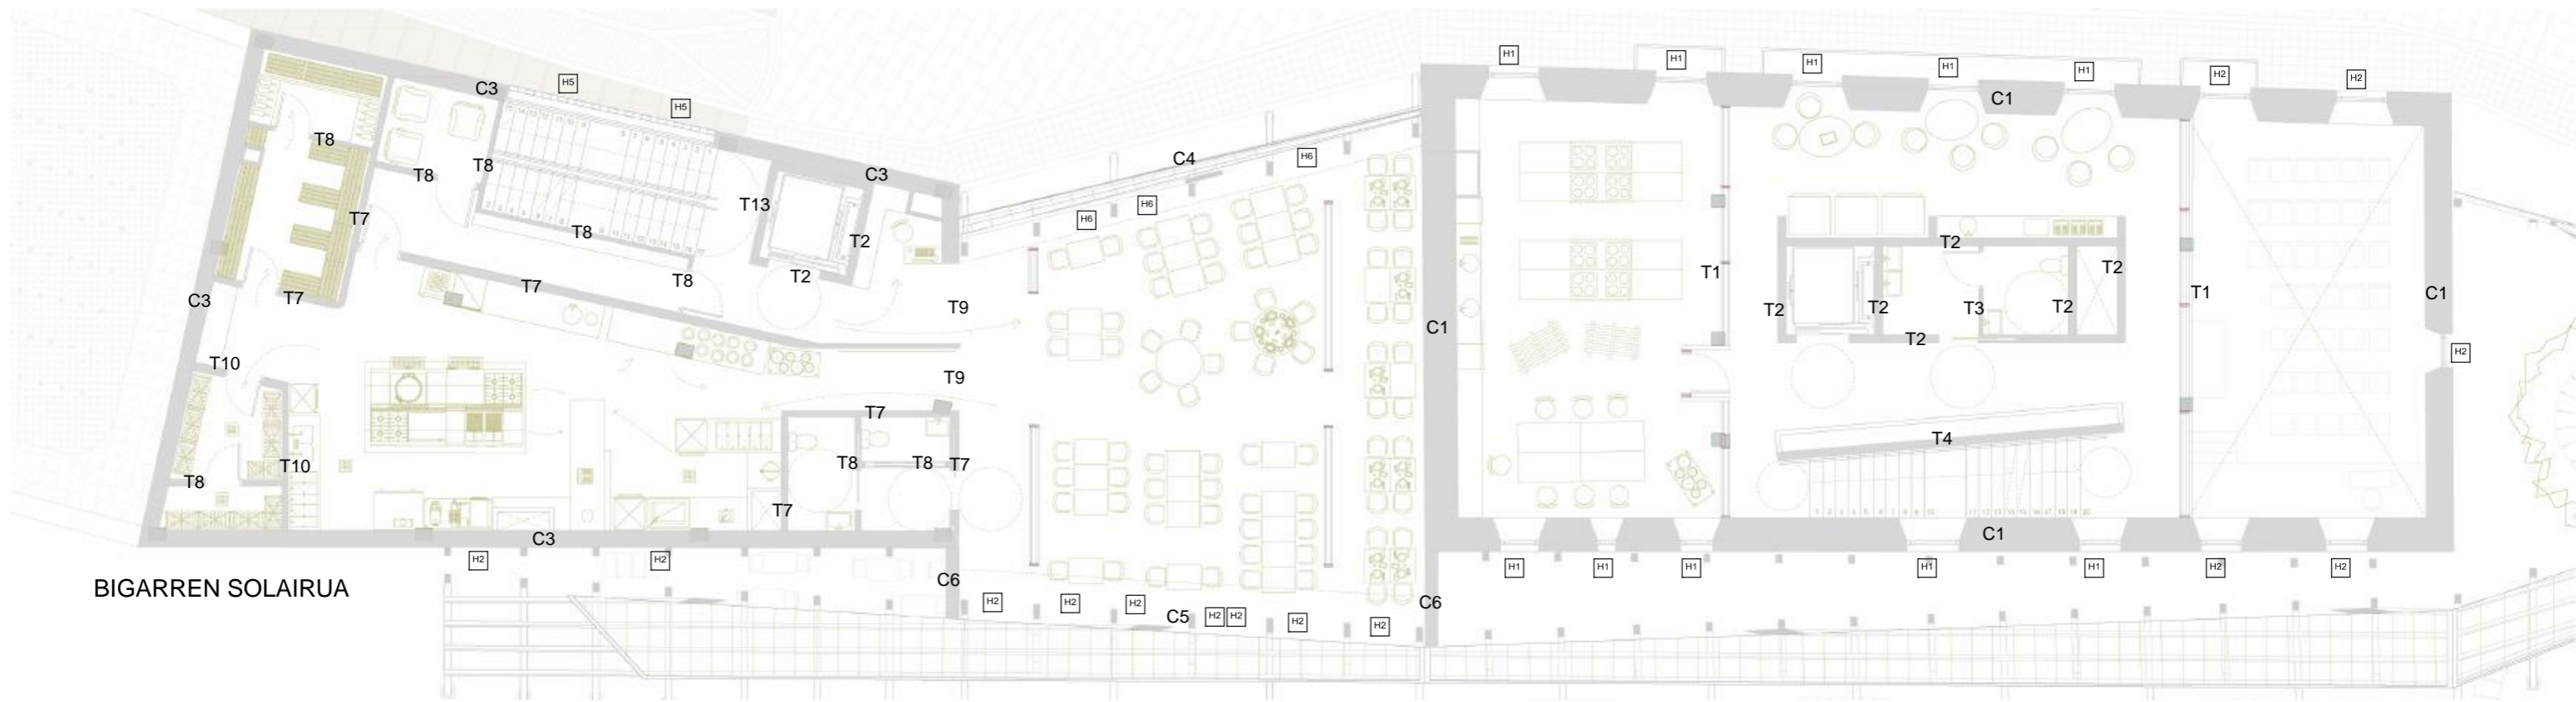 H1 H1 H1 H1 H1 H2 H2
C3 H5 H5 C1
T8 T8 T8 C3 C4 H6
T7 T8 T13 T2 H6 H6
C3 T7 T7 T8 T2 T9 C1 T1 T2 T2 T2 T3 T2 T2 T2 T1 C1
T10 T9 H2
T7 T4
T8 T10 T8 T8 T7
T7
C3 C1
H2 H2 H1 H1 H1 H1 H1 H2 H2
BIGARREN SOLAIRUA C6
H2 H2 H2 C5 H2 H2 H2 H2 C6